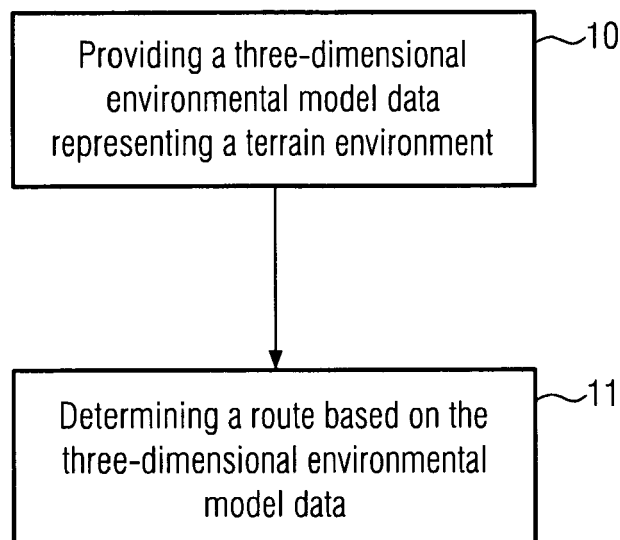 Providing a three-dimensional
environmental model data
representing a terrain environment
10
Determining a route based on the
three-dimensional environmental
model data
11